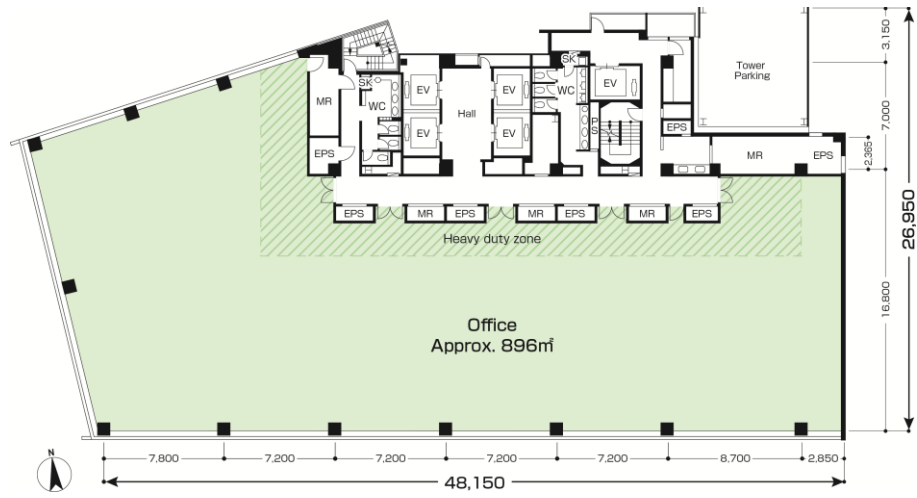 3,150
Tower
Parking
SK
SK
EV
EV
EV
WC
7,000
MR
WC
Hall
EV
EV
PS
EPS
EPS
MR
EPS
2,365
26,950
EPS
MR
EPS
MR
EPS
MR
EPS
Heavy duty zone
16,800
Office
Approx. 896㎡
N
7,800
7,200
7,200
7,200
7,200
8,700
2,850
48,150